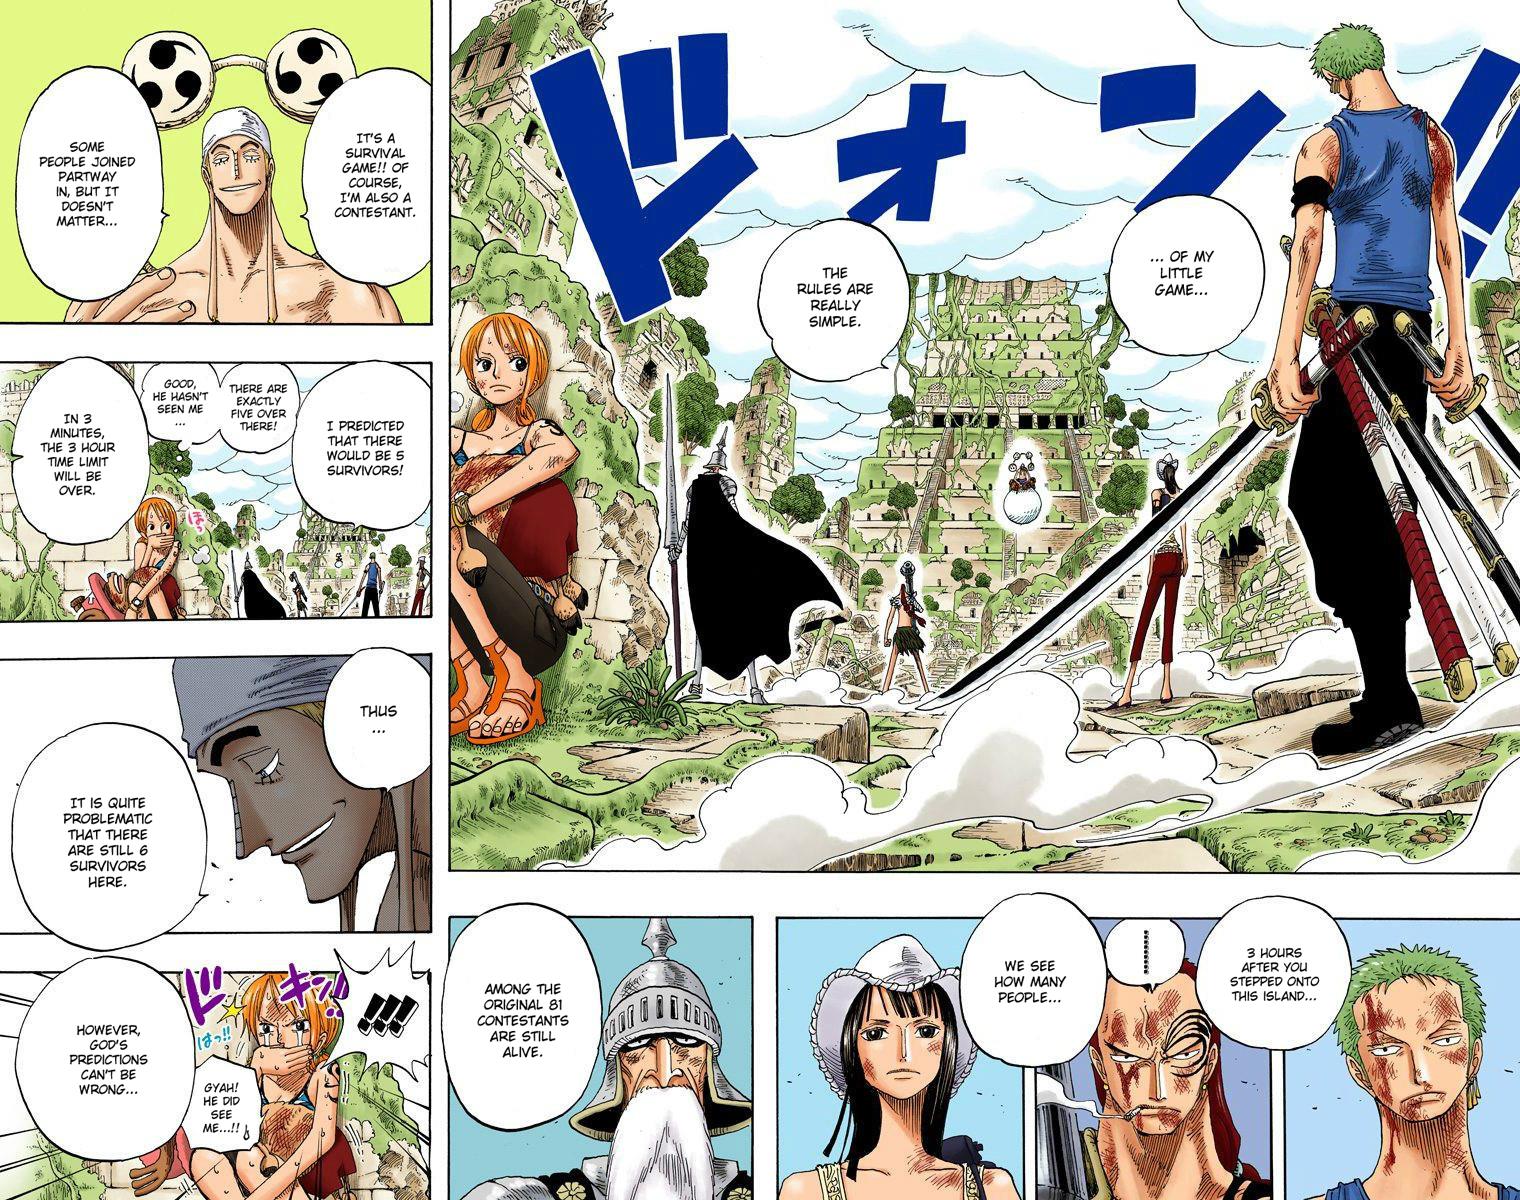 ドォン!!
... OF MY
LITTLE
GAME...
THE
RULES ARE
REALLY
SIMPLE.
3 HOURS
AFTER YOU
STEPPED ONTO
THIS ISLAND...
WE SEE
HOW MANY
PEOPLE...
AMONG THE
ORIGINAL 81
CONTESTANTS
ARE STILL
ALIVE.
IT'S A
SURVIVAL
GAME!! OF
COURSE,
I'M ALSO A
CONTESTANT.
SOME
PEOPLE JOINED
PARTWAY
IN, BUT IT
DOESN'T
MATTER...
I PREDICTED
THAT THERE
WOULD BE 5
SURVIVORS!
THERE ARE
EXACTLY
FIVE OVER
THERE!
GOOD,
HE HASN'T
SEEN ME
...
ほっ
IN 3
MINUTES,
THE 3 HOUR
TIME LIMIT
WILL BE
OVER.
THUS
...
IT IS QUITE
PROBLEMATIC
THAT THERE
ARE STILL 6
SURVIVORS
HERE.
!!!
ドキン!!
はっ!!
GYAH!
HE DID
SEE
ME...!!
HOWEVER,
GOD'S
PREDICTIONS
CAN'T BE
WRONG...